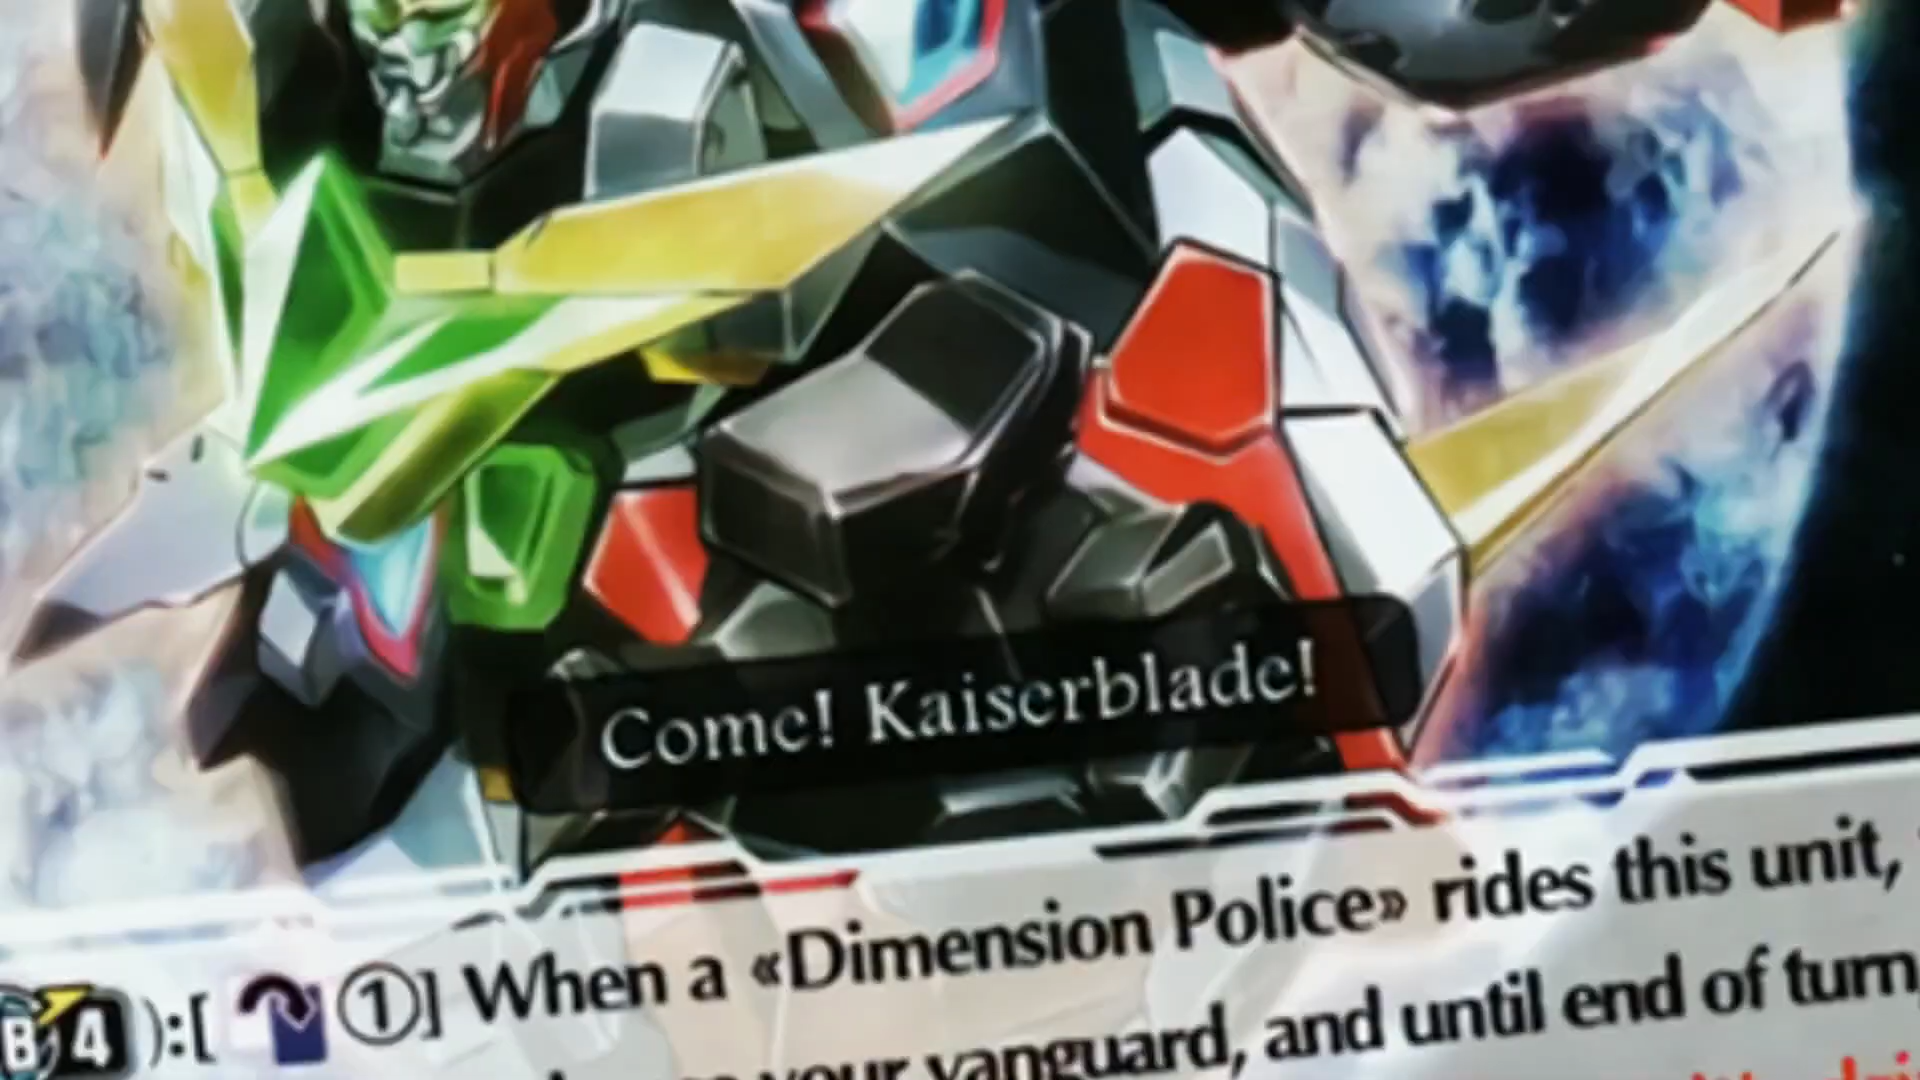 Come! Kaiserblade!
B 4 ):[ ①] When a «Dimension Police» rides this unit,
your vanguard, and until end of turn